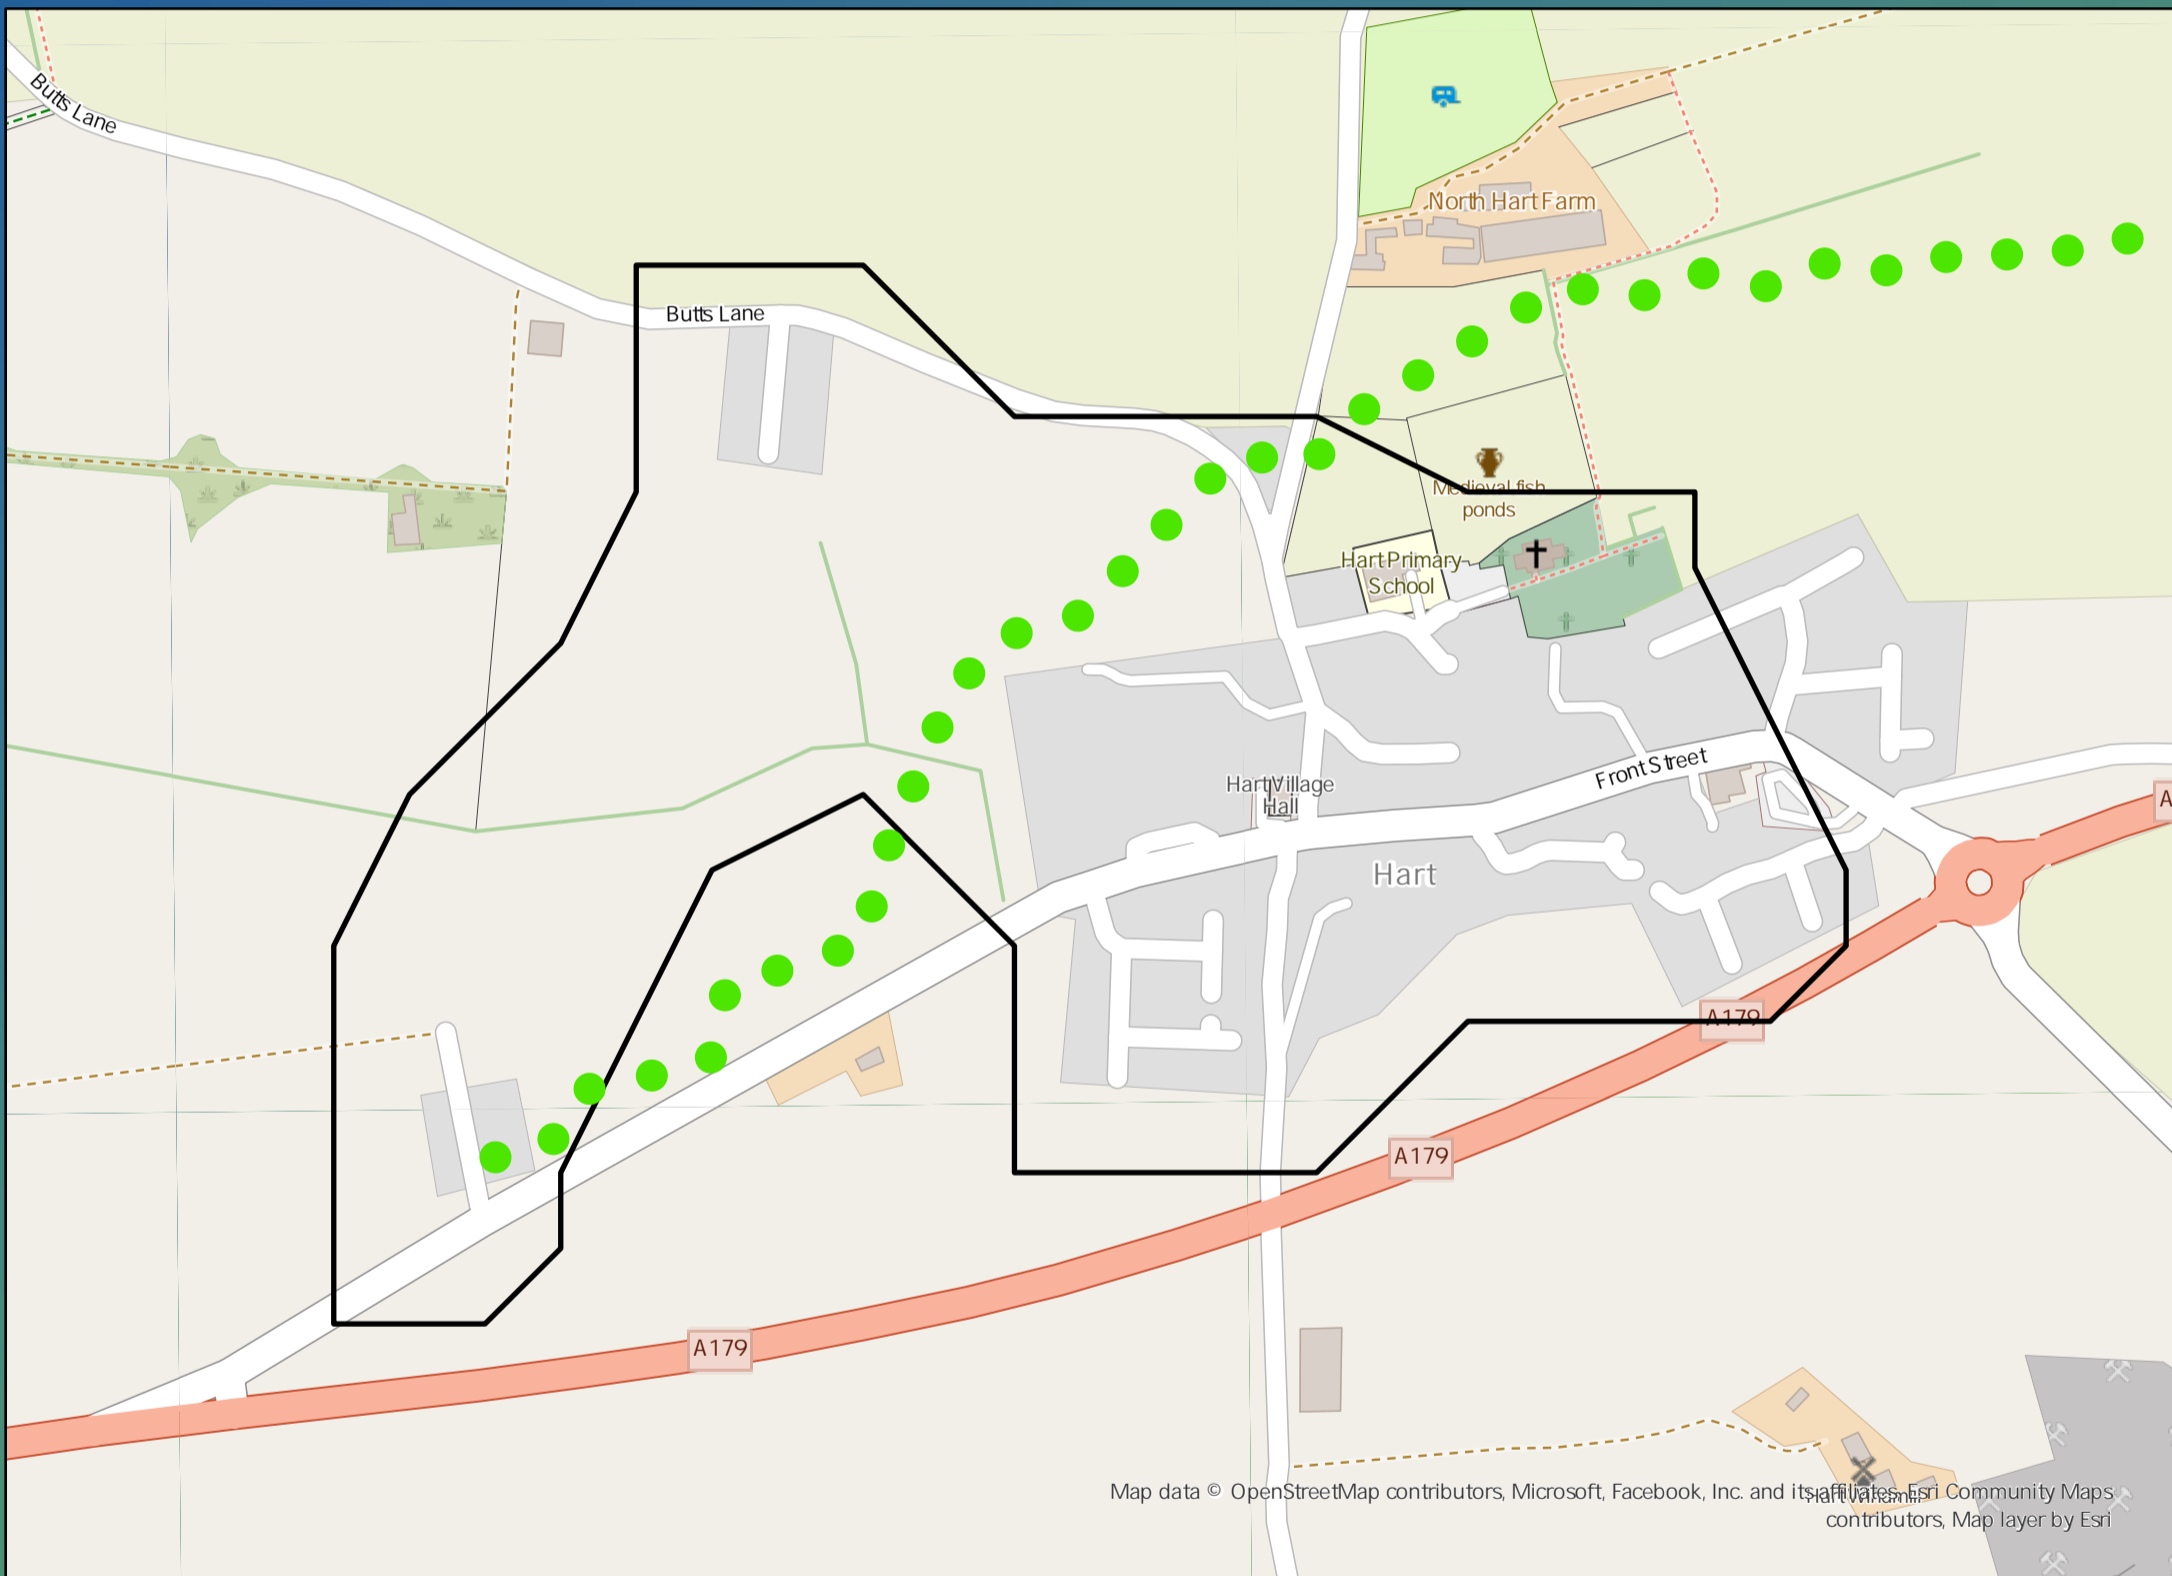 Butts Lane
North Hart Farm
Butts Lane
Medieval fish
ponds
Hart Primary
School
Front Street
Hart Village
Hall
A
Hart
A179
A179
A179
Map data © OpenStreetMap contributors, Microsoft, Facebook, Inc. and its affiliates, Esri Community Maps
Hart Windmill
contributors, Map layer by Esri